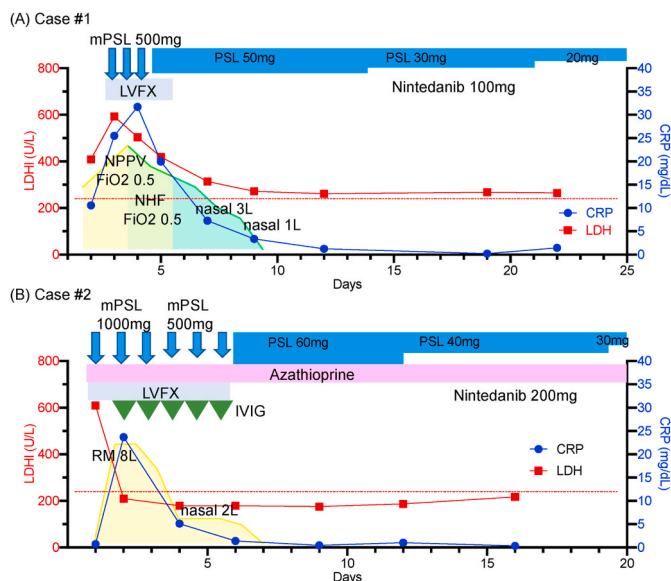 (A) Case #1
mPSL 500mg
PSL 50mg
PSL 30mg
20mg
LVFX
Nintedanib 100mg
800
600
400
200
0
LDHI (U/L)
NPPV
FiO2 0.5
NHF
FiO2 0.5
nasal 3L
nasal 1L
CRP
LDH
40
35
30
25
20
15
10
5
0
CRP (mg/dL)
0
5
10
15
20
25
Days
(B) Case #2
mPSL
1000mg
mPSL
500mg
PSL 60mg
PSL 40mg
30mg
Azathioprine
LVFX
Nintedanib 200mg
IVIG
800
600
400
200
0
LDHI (U/L)
RM 8L
nasal 2L
CRP
LDH
40
35
30
25
20
15
10
5
0
CRP (mg/dL)
0
5
10
15
20
Days